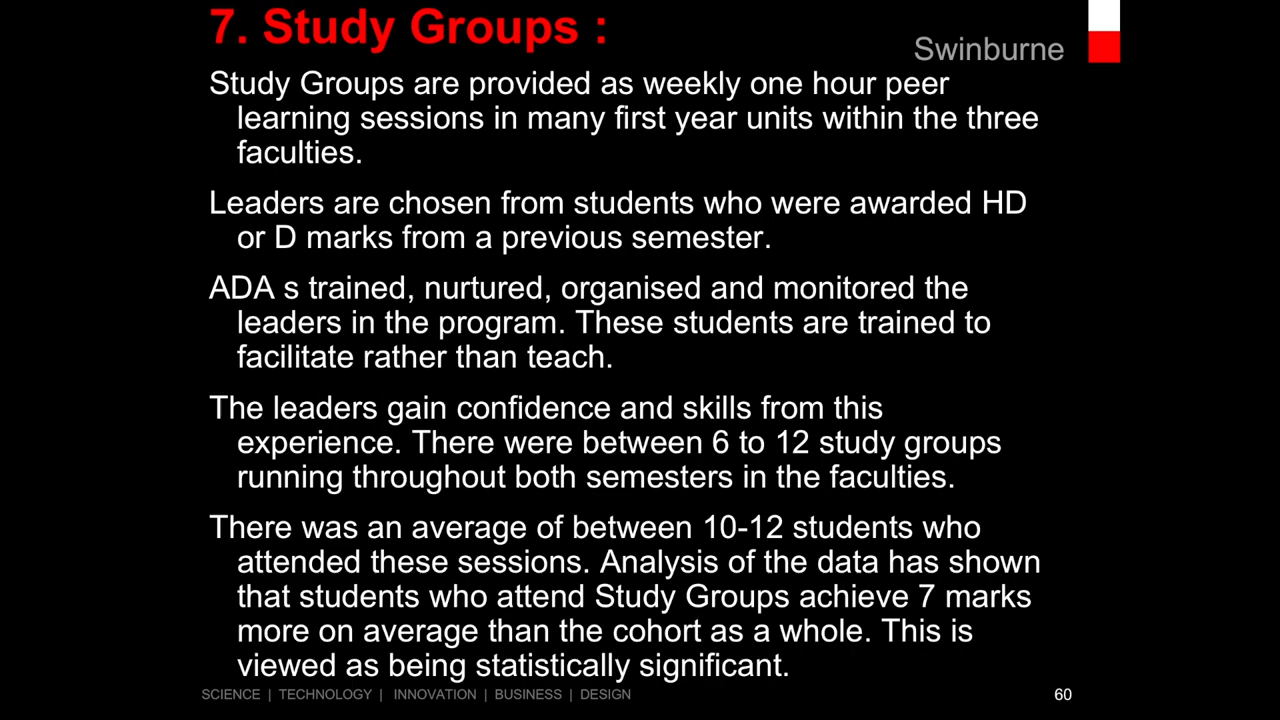 7. Study Groups :
Swinburne
Study Groups are provided as weekly one hour peer
learning sessions in many first year units within the three
faculties.
Leaders are chosen from students who were awarded HD
or D marks from a previous semester.
ADA s trained, nurtured, organised and monitored the
leaders in the program. These students are trained to
facilitate rather than teach.
The leaders gain confidence and skills from this
experience. There were between 6 to 12 study groups
running throughout both semesters in the faculties.
There was an average of between 10-12 students who
attended these sessions. Analysis of the data has shown
that students who attend Study Groups achieve 7 marks
more on average than the cohort as a whole. This is
viewed as being statistically significant.
SCIENCE | TECHNOLOGY | INNOVATION | BUSINESS | DESIGN
60